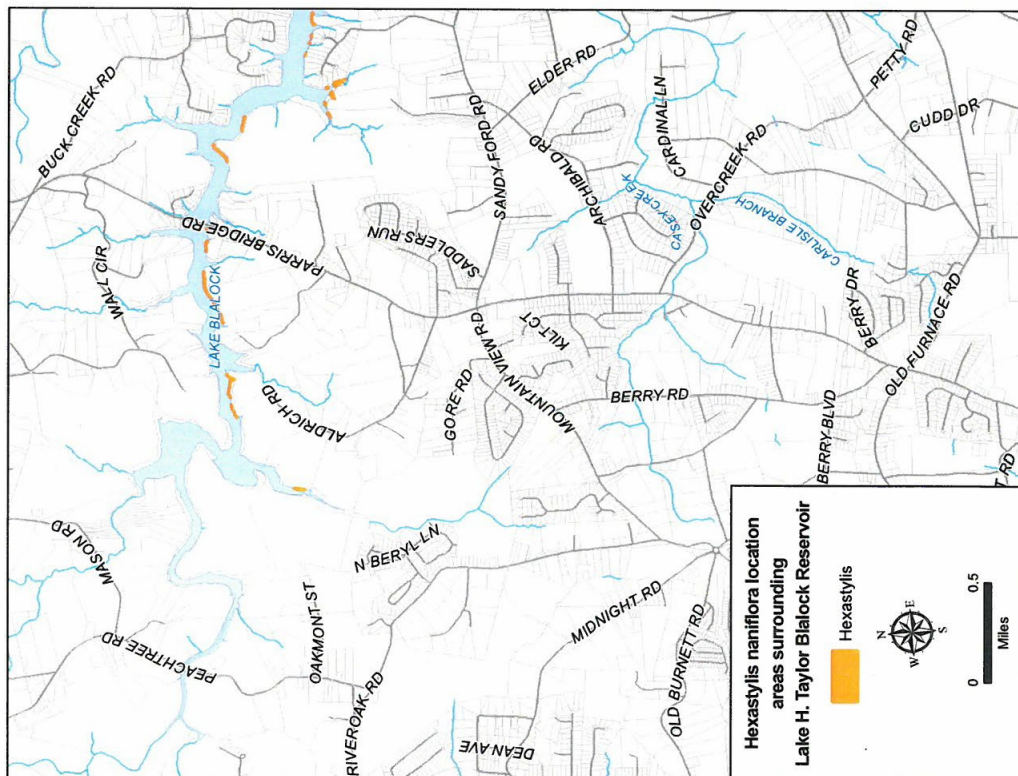 BUCK CREEK RD
WALL CIR
PARRIS BRIDGE RD
LAKE BLALOCK
MASON RD
PEACHTREE RD
ALDRICH RD
SADDLERS RUN
SANDY FORD RD
ELDER RD
ARCHIBALD RD
CARDINAL LN
CASEY CREEK
OVERCREEK RD
PETTY RD
CUDD DR
CARLISLE BRANCH
KILT CT
MOUNTAIN VIEW RD
GORE RD
BERRY RD
BERRY DR
OLD FURNACE RD
BERRY BLVD
T RD
N BERYL LN
OAKMONT ST
RIVEROAK RD
MIDNIGHT RD
OLD BURNETT RD
DEAN AVE
Hexastylis naniflora location
areas surrounding
Lake H. Taylor Blalock Reservoir
Hexastylis
N
W E
S
0 0.5
Miles